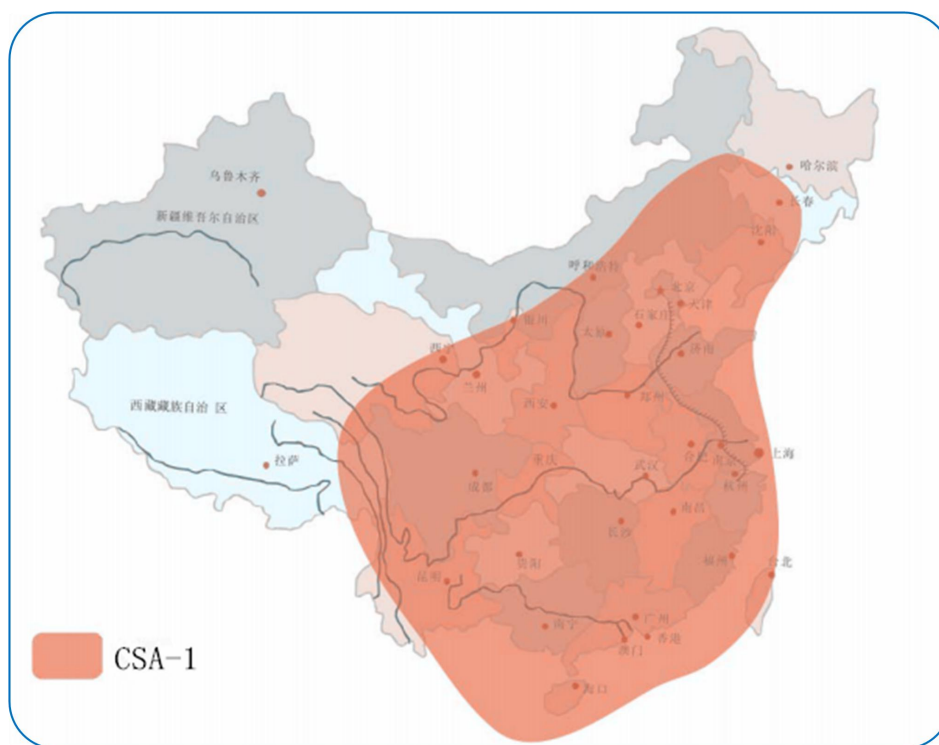 哈尔滨
乌鲁木齐
长春
新疆维吾尔自治区
沈阳
呼和浩特
北京
天津
银川
石家庄
太原
济南
西宁
兰州
郑州
西安
西藏藏族自治 区
上海
合肥
南京
重庆
拉萨
武汉
成都
杭州
南昌
长沙
福州
台北
贵阳
昆明
广州
南宁
香港
澳门
CSA-1
海口